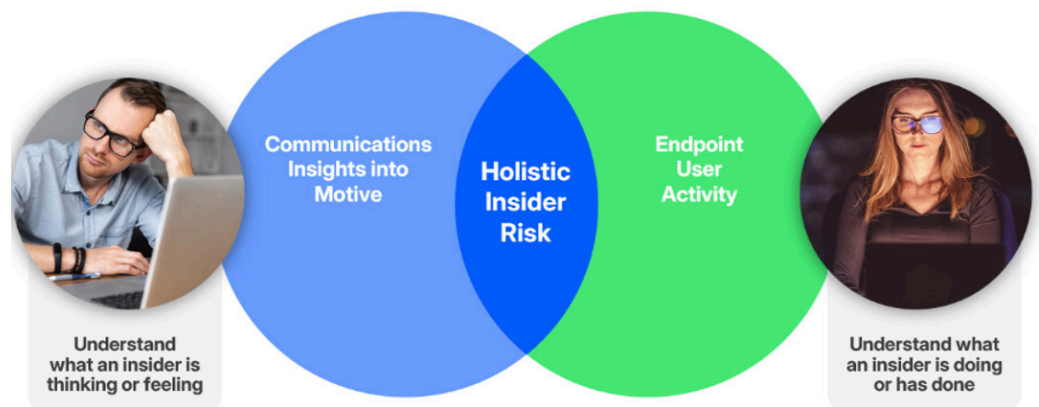 Communications
Insights into
Motive
Holistic
Insider
Risk
Endpoint
User
Activity
Understand
what an insider is
thinking or feeling
Understand what
an insider is doing
or has done